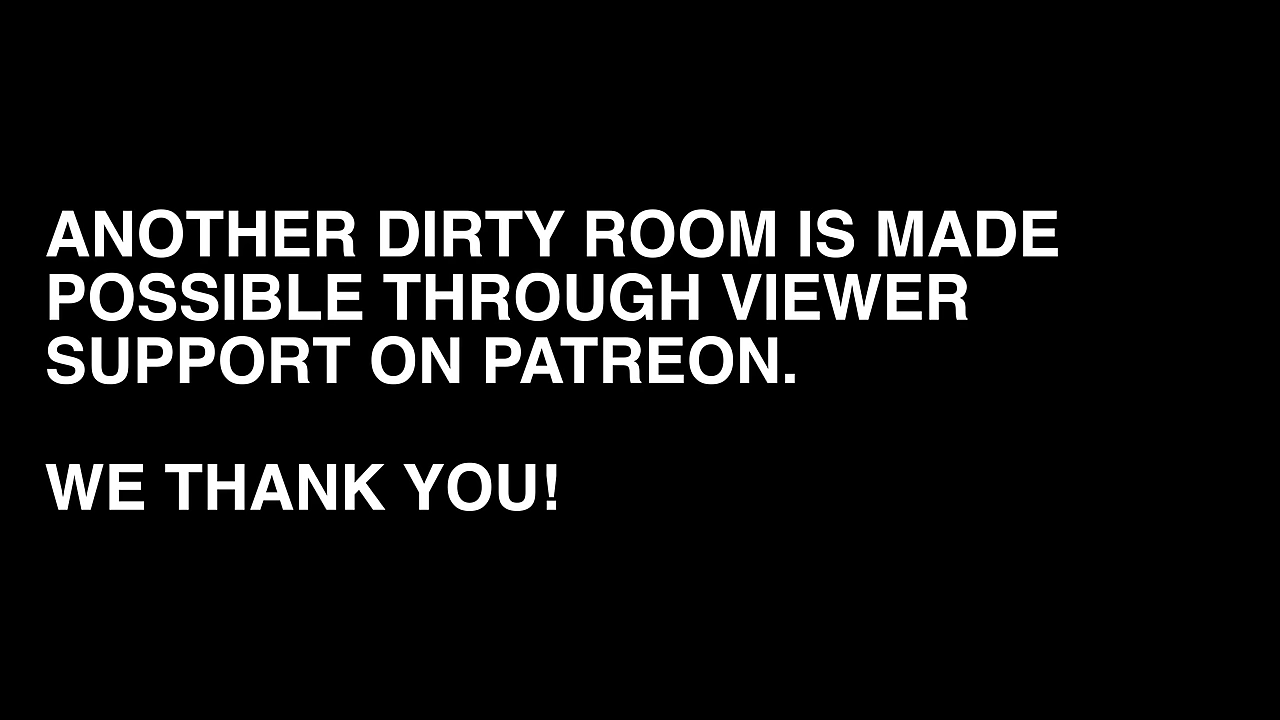 ANOTHER DIRTY ROOM IS MADE
POSSIBLE THROUGH VIEWER
SUPPORT ON PATREON.
WE THANK YOU!